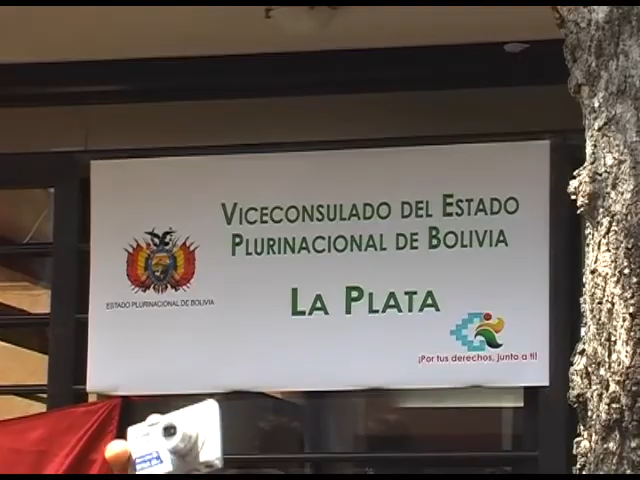 VICECONSULADO DEL ESTADO
PLURINACIONAL DE BOLIVIA
ESTADO PLURINACIONAL DE BOLIVIA
LA PLATA
¡Por tus derechos, junto a ti!